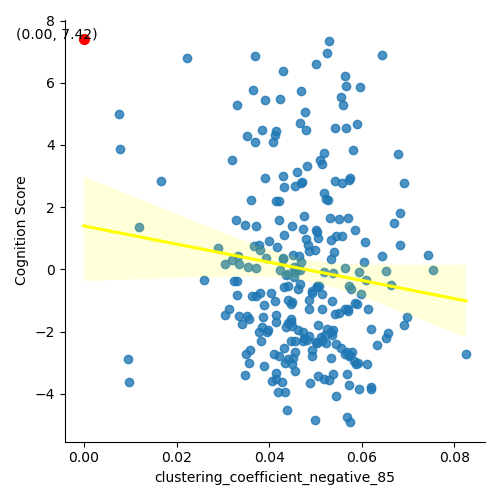 (0.00, 7.42)
Cognition Score
8
6
4
2
0
−2
−4
0.00 0.02 0.04 0.06 0.08
clustering_coefficient_negative_85